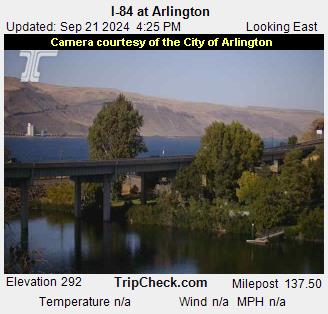 I-84 at Arlington
Updated: Sep 21 2024 4:25 PM Looking East
Camera courtesy of the City of Arlington
Elevation 292 TripCheck.com Milepost 137.50
Temperature n/a Wind n/a MPH n/a